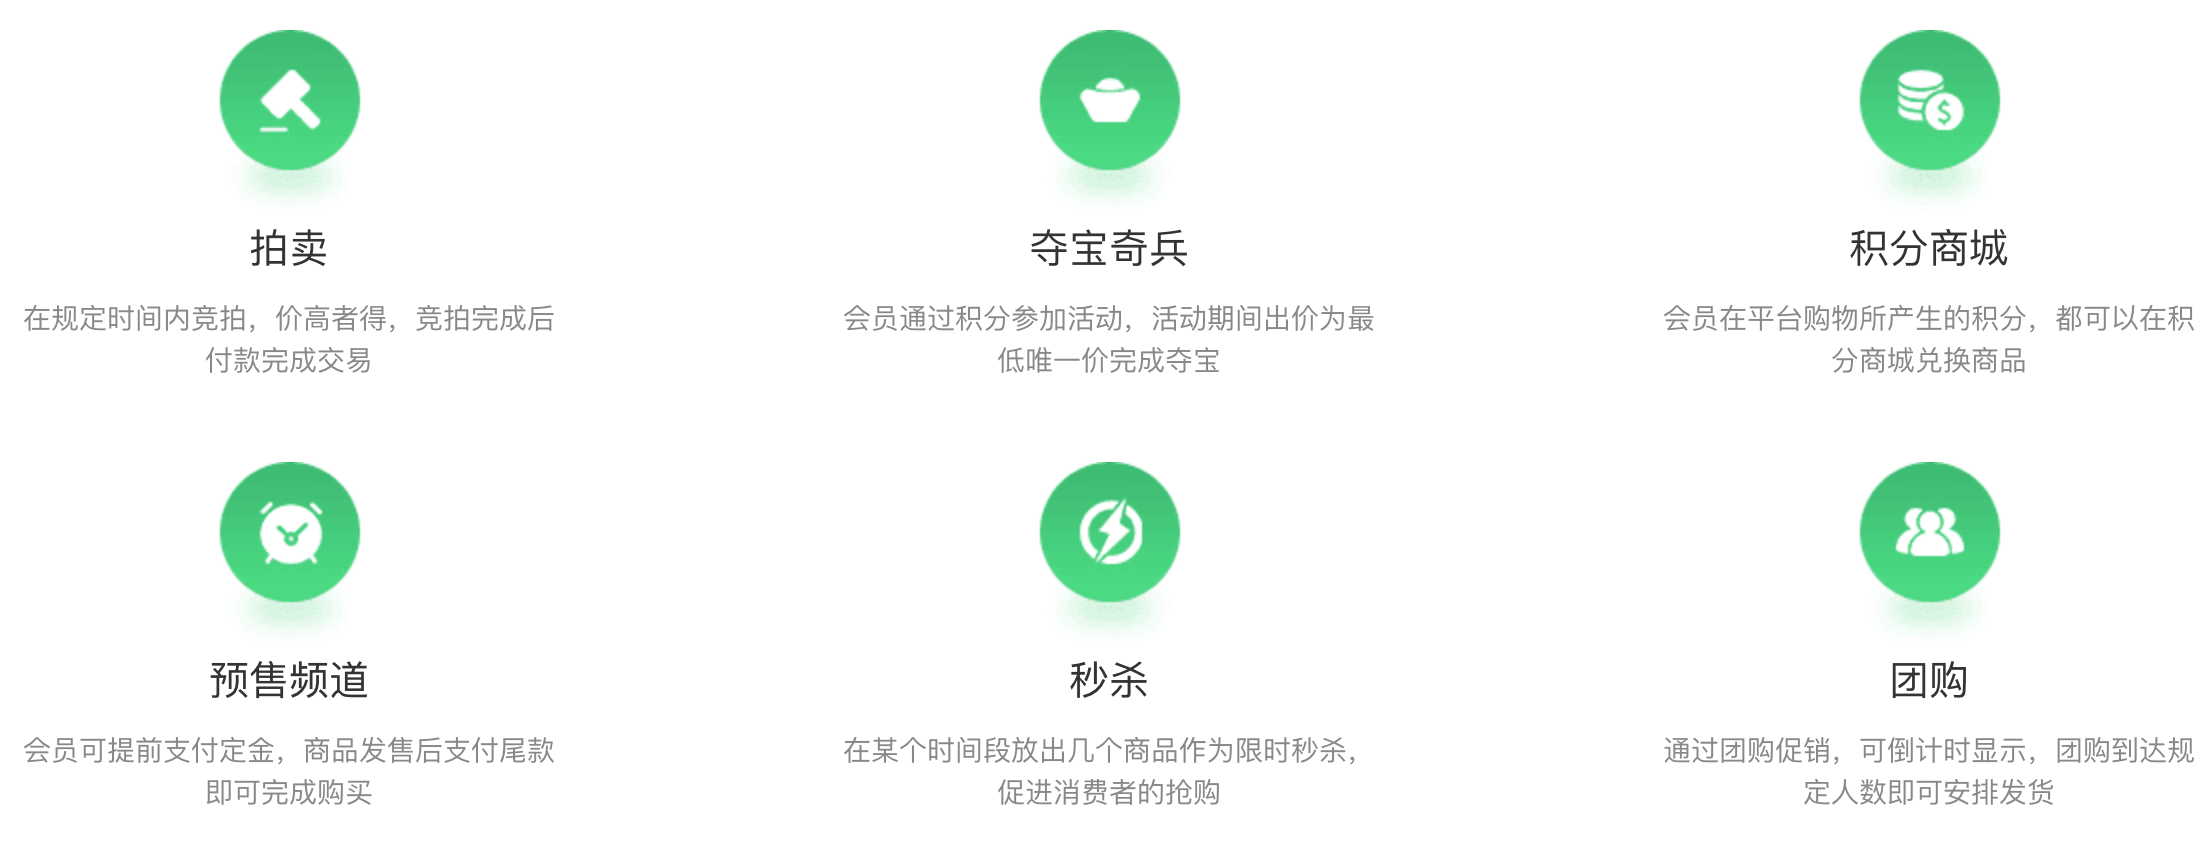 拍卖
在规定时间内竞拍，价高者得，竞拍完成后
付款完成交易
夺宝奇兵
会员通过积分参加活动，活动期间出价为最
低唯一价完成夺宝
积分商城
会员在平台购物所产生的积分，都可以在积
分商城兑换商品
预售频道
会员可提前支付定金，商品发售后支付尾款
即可完成购买
秒杀
在某个时间段放出几个商品作为限时秒杀，
促进消费者的抢购
团购
通过团购促销，可倒计时显示，团购到达规
定人数即可安排发货